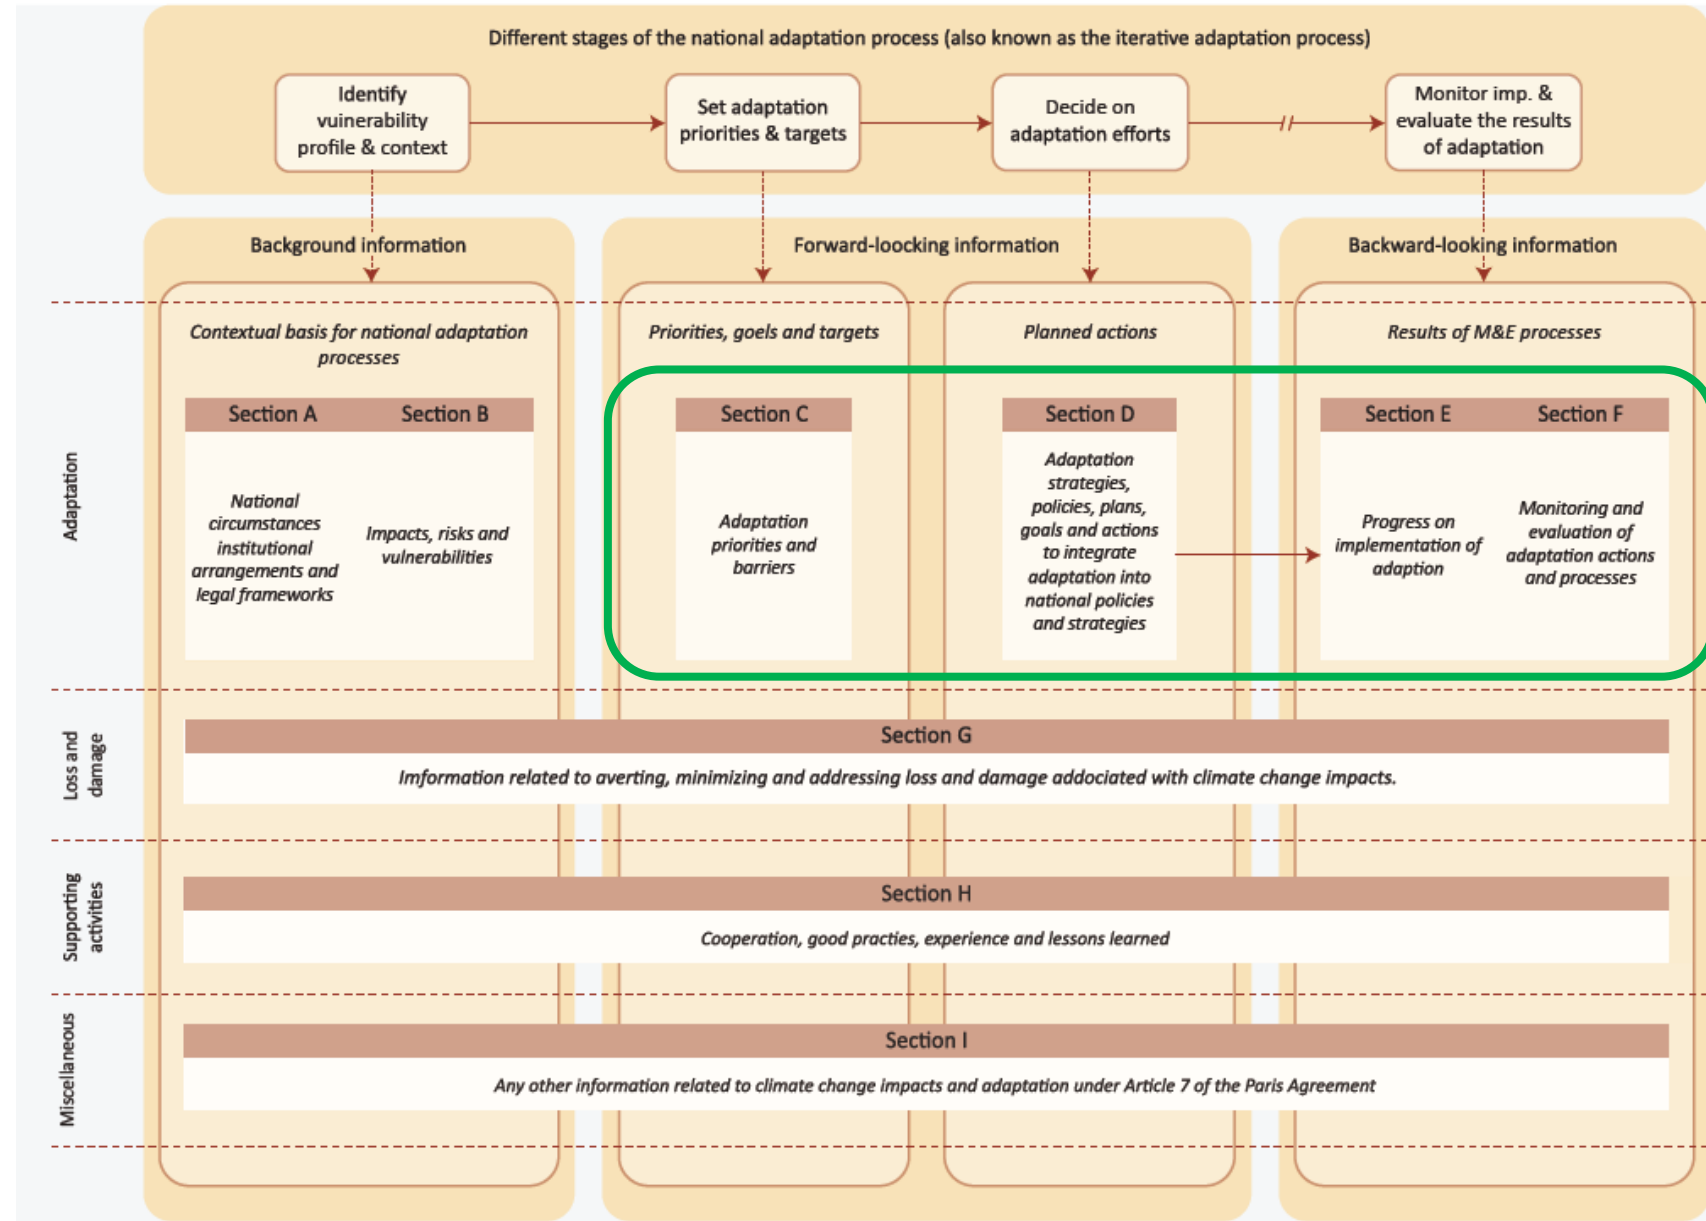 Different stages of the national adaptation process (also known as the iterative adaptation process)
Identify
vuinerability
profile & context
Set adaptation
priorities & targets
Decide on
adaptation efforts
Monitor imp. &
evaluate the results
of adaptation
Background information
Forward-loocking information
Backward-looking information
Adaptation
Contextual basis for national adaptation
processes
Priorities, goels and targets
Planned actions
Results of M&E processes
Section A
National
circumstances
institutional
arrangements and
legal frameworks
Section B
Impacts, risks and
vulnerabilities
Section C
Adaptation
priorities and
barriers
Section D
Adaptation
strategies,
policies, plans,
goals and actions
to integrate
adaptation into
national policies
and strategies
Section E
Progress on
implementation of
adaption
Section F
Monitoring and
evaluation of
adaptation actions
and processes
Loss and
damage
Section G
Imformation related to averting, minimizing and addressing loss and damage addociated with climate change impacts.
Supporting
activities
Section H
Cooperation, good practies, experience and lessons learned
Miscellaneous
Section I
Any other information related to climate change impacts and adaptation under Article 7 of the Paris Agreement